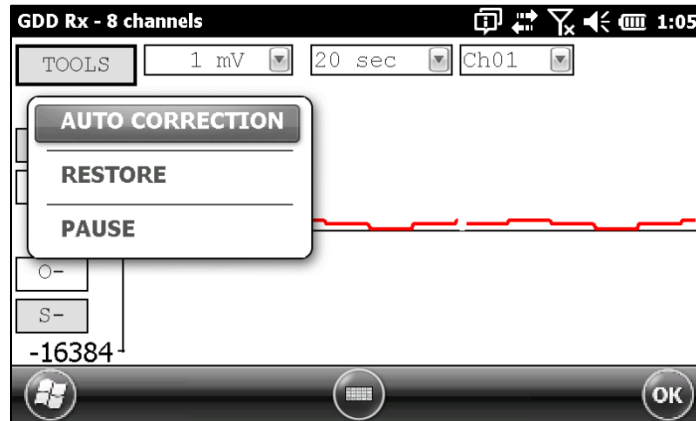 GDD Rx - 8 channels 1:05
TOOLS 1 mV 20 sec Ch01
AUTO CORRECTION
RESTORE
PAUSE
O-
S-
-16384
OK